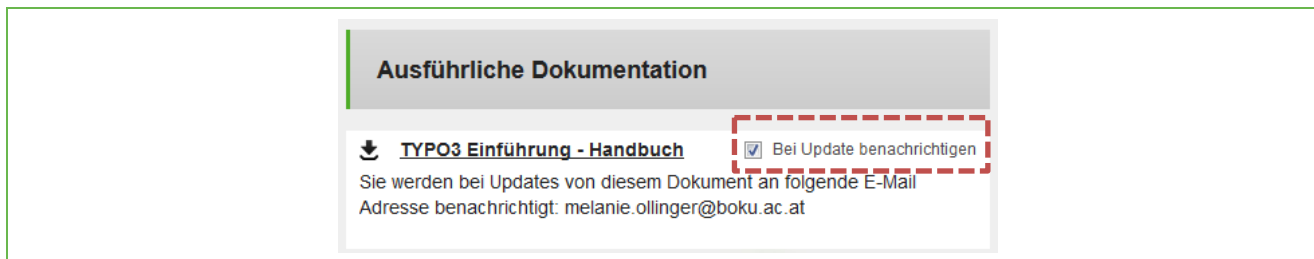 Ausführliche Dokumentation
TYPO3 Einführung - Handbuch Bei Update benachrichtigen
Sie werden bei Updates von diesem Dokument an folgende E-Mail
Adresse benachrichtigt: melanie.ollinger@boku.ac.at